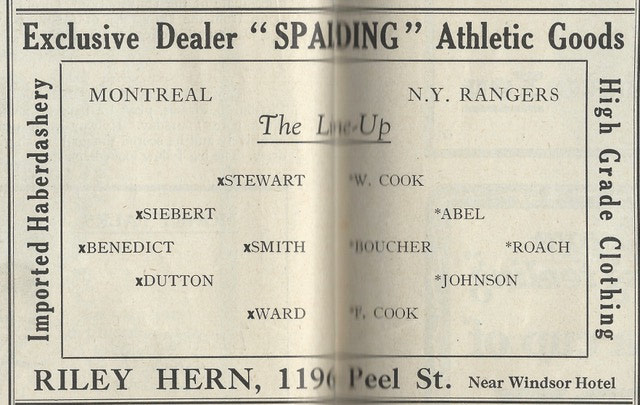 Exclusive Dealer "SPALDING" Athletic Goods
Imported Haberdashery
MONTREAL N.Y. RANGERS
The Line-Up
xSTEWART *W. COOK
xSIEBERT *ABEL
xBENEDICT xSMITH *BOUCHER *ROACH
xDUTTON *JOHNSON
xWARD *F. COOK
High Grade Clothing
RILEY HERN, 1196 Peel St. Near Windsor Hotel